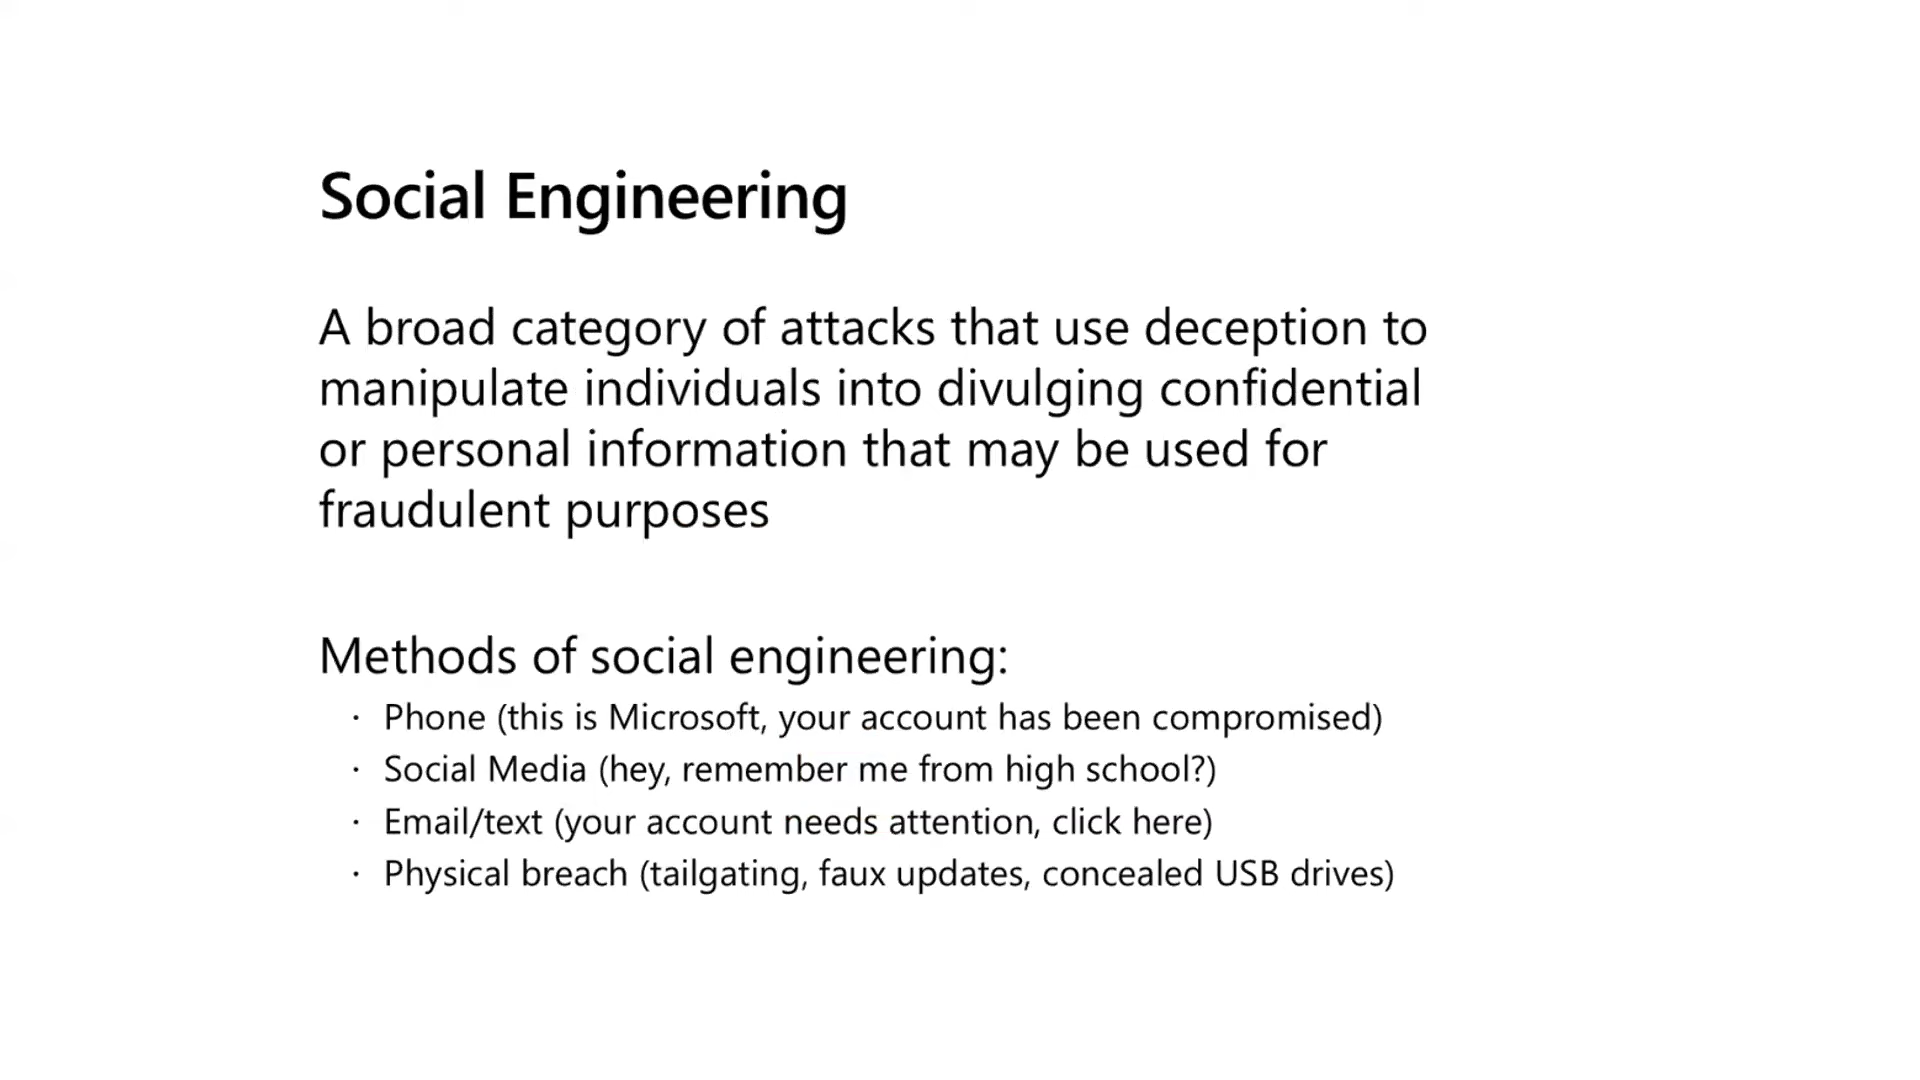 Social Engineering
A broad category of attacks that use deception to
manipulate individuals into divulging confidential
or personal information that may be used for
fraudulent purposes
Methods of social engineering:
· Phone (this is Microsoft, your account has been compromised)
· Social Media (hey, remember me from high school?)
· Email/text (your account needs attention, click here)
· Physical breach (tailgating, faux updates, concealed USB drives)